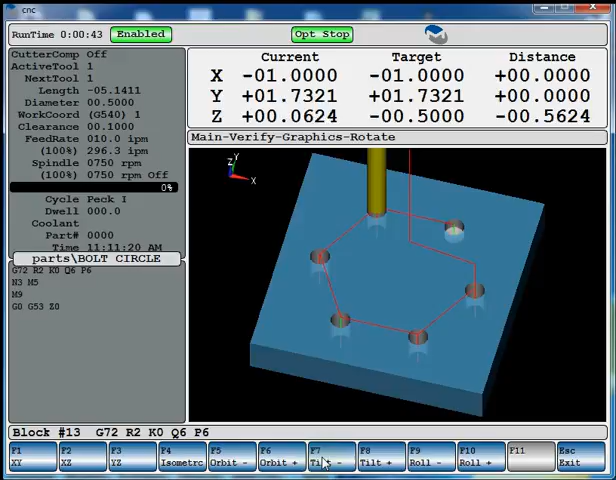 cnc
RunTime 0:00:43 Enabled Opt Stop
CutterComp Off
ActiveTool 1
NextTool 1
Length -05.1411
Diameter 00.5000
WorkCoord (G540) 1
Clearance 00.1000
FeedRate 010.0 ipm
(100%) 296.3 ipm
Spindle 0750 rpm
(100%) 0750 rpm Off
0%
Cycle Peck I
Dwell 000.0
Coolant
Part# 0000
Time 11:11:20 AM
parts\BOLT CIRCLE
G72 R2 K0 Q6 P6
N3 M5
M9
G0 G53 Z0
Current Target Distance
X -01.0000 -01.0000 +00.0000
Y +01.7321 +01.7321 +00.0000
Z +00.0624 -00.5000 -00.5624
Main-Verify-Graphics-Rotate
Z Y
X
Block #13 G72 R2 K0 Q6 P6
F1 F2 F3 F4 F5 F6 F7 F8 F9 F10 F11 Esc
XY XZ YZ Isometrc Orbit - Orbit + Tilt - Tilt + Roll - Roll + Exit